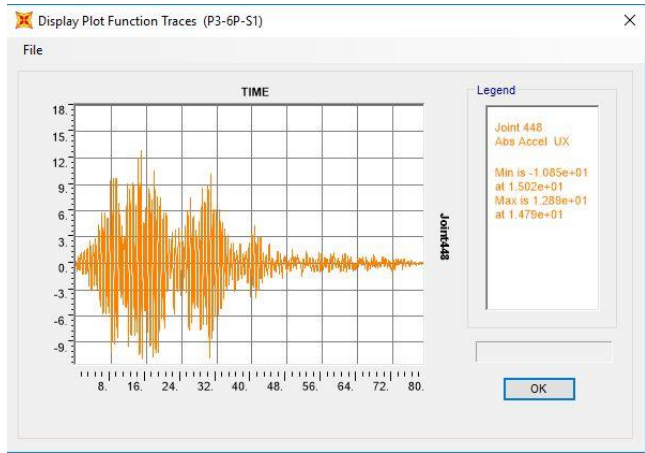 Display Plot Function Traces (P3-6P-S1)
File
TIME
18.
15.
12.
9.
6.
3.
0.
-3.
-6.
-9.
8. 16. 24. 32. 40. 48. 56. 64. 72. 80.
Joint448
Legend
Joint 448
Abs Accel UX
Min is -1.085e+01
at 1.502e+01
Max is 1.289e+01
at 1.479e+01
OK